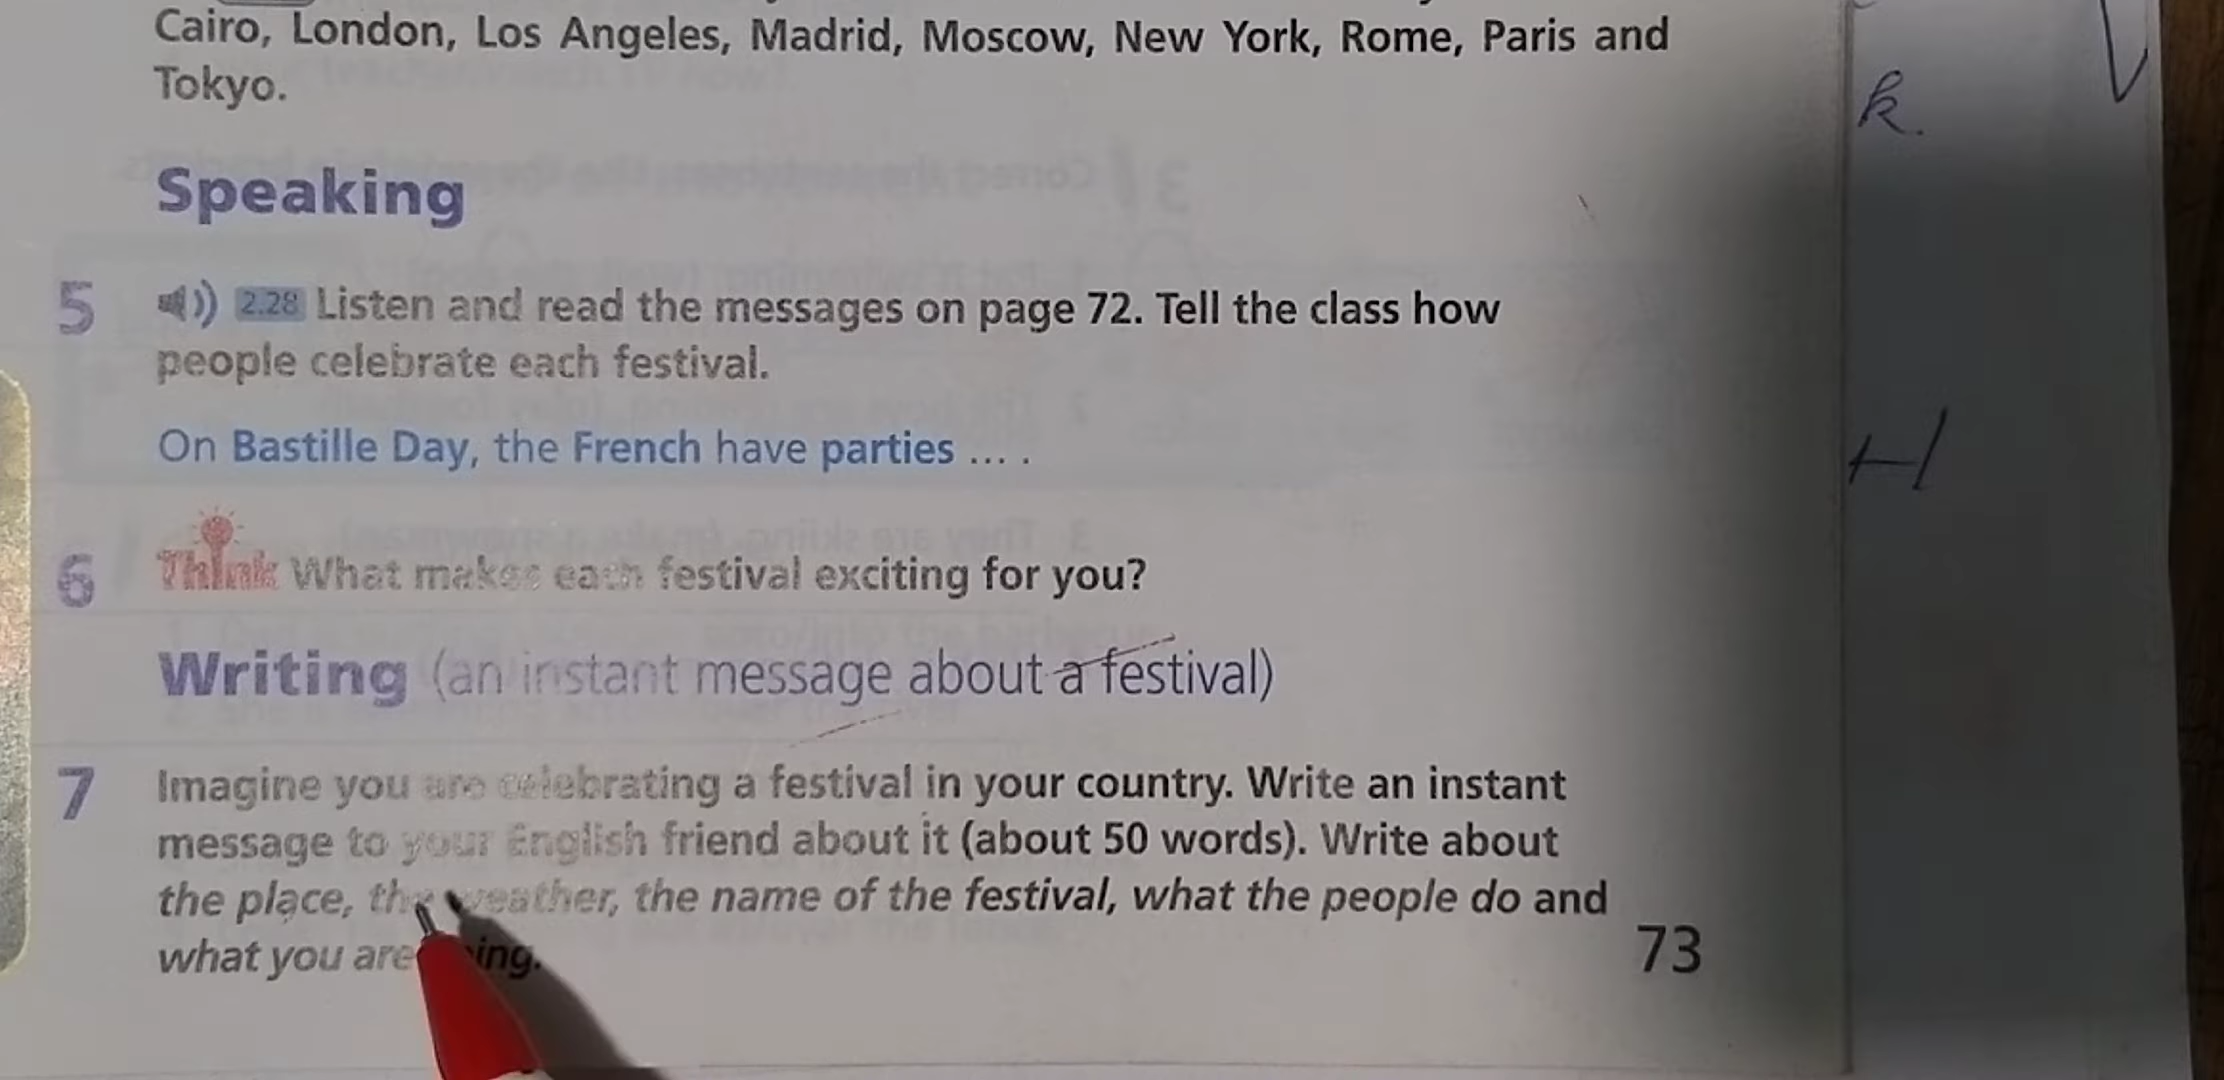 Cairo, London, Los Angeles, Madrid, Moscow, New York, Rome, Paris and
Tokyo.
k.
Speaking
5 2.28 Listen and read the messages on page 72. Tell the class how
people celebrate each festival.
On Bastille Day, the French have parties ... .
H
6 Think What makes each festival exciting for you?
Writing (an instant message about a festival)
7 Imagine you are celebrating a festival in your country. Write an instant
message to your English friend about it (about 50 words). Write about
the place, the weather, the name of the festival, what the people do and
what you are
73